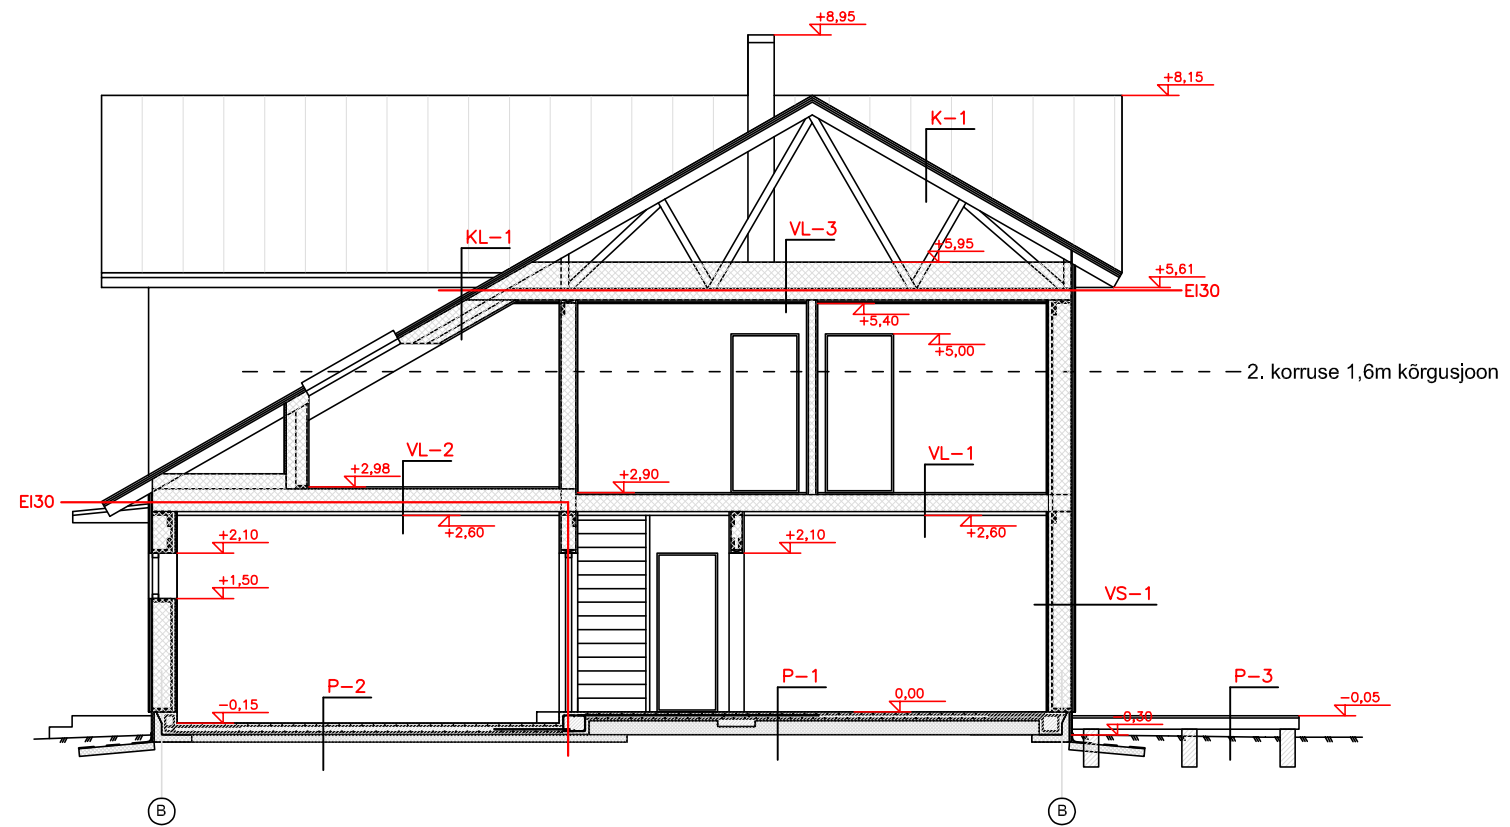 +8,95
+8,15
K-1
KL-1
VL-3
+5,95
+5,61
EI30
+5,40
+5,00
2. korruse 1,6m kõrgusjoon
VL-2
VL-1
+2,98
+2,90
EI30
+2,60
+2,60
+2,10
+2,10
+1,50
VS-1
P-2
P-1
P-3
-0,15
0,00
-0,05
-0,30
B
B